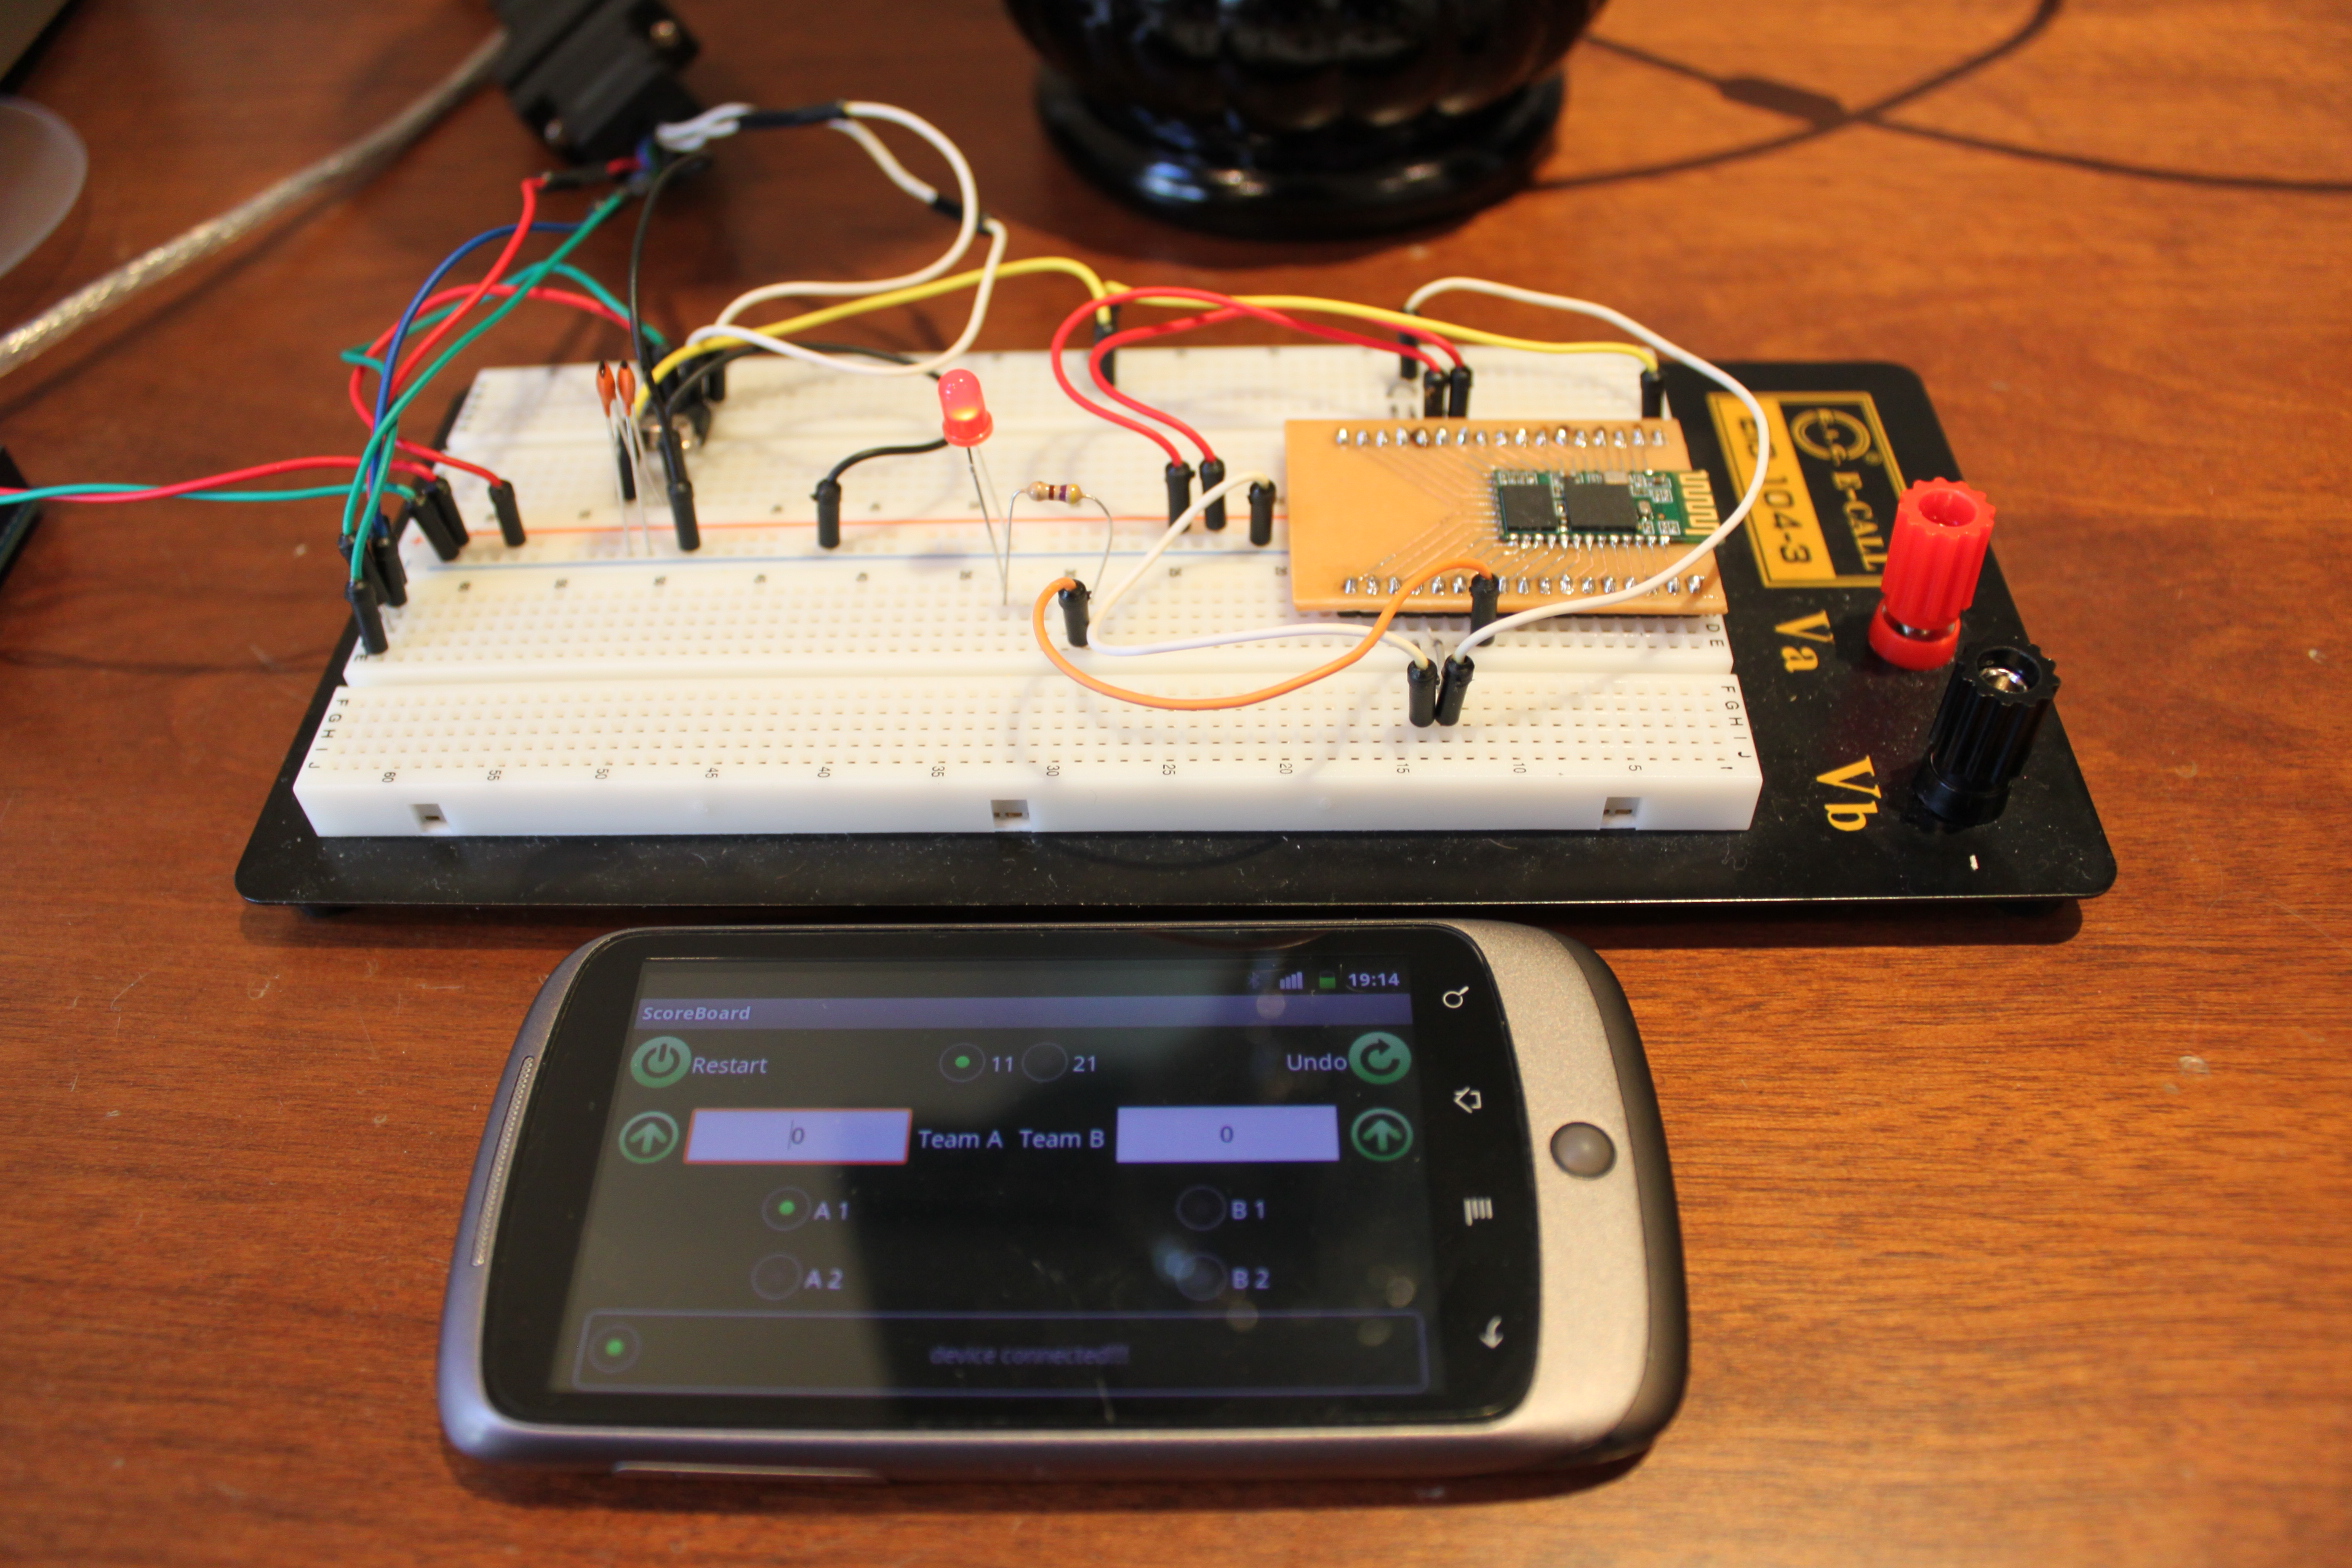 E-CALL
EIC 104-3
Va
Vb
D E
F G H I J
F G H I J
60 55 50 45 40 35 30 25 20 15 10 5 1
19:14
ScoreBoard
Restart 11 21 Undo
0 Team A Team B 0
A 1 B 1
A 2 B 2
device connected!!!